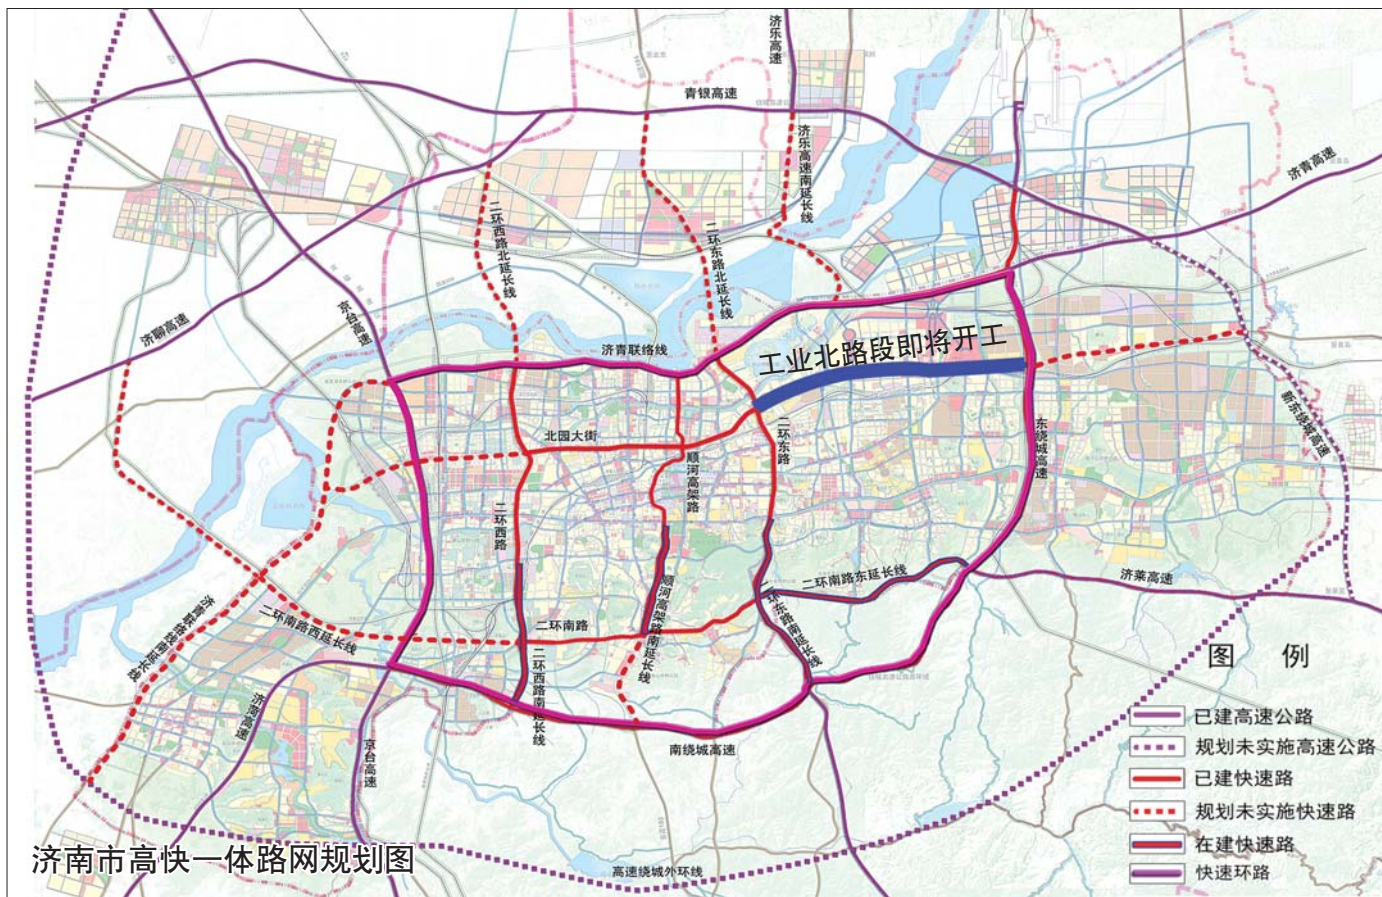 济乐高速
青银高速
济乐高速南延长线
济青高速
二环西路北延长线
二环东路北延长线
京台高速
济聊高速
济青联络线
工业北路段即将开工
新东绕城高速
北园大街
二环东路
东绕城高速
顺河高架路
二环西路
二环南路东延长线
济莱高速
济青联络线南延长线
二环南路西延长线
二环南路
顺河高架路南延长线
二环东路南延长线
二环西路南延长线
济菏高速
京台高速
南绕城高速
高速绕城外环线
图 例
已建高速公路
规划未实施高速公路
已建快速路
规划未实施快速路
在建快速路
快速环路
济南市高快一体路网规划图